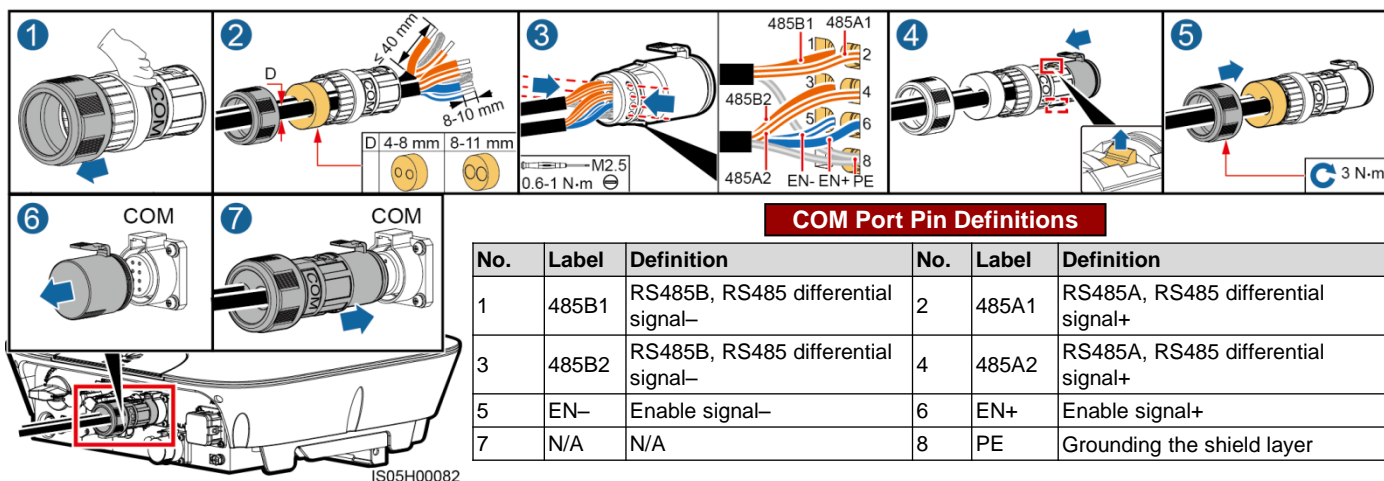 1
COM
2
D
≤ 40 mm
8-10 mm
D 4-8 mm 8-11 mm
3
M2.5
0.6-1 N·m
485B1 485A1
1
2
3
4
485B2
5
6
8
485A2 EN- EN+ PE
4
COM
5
COM
3 N·m
6
COM
7
COM
COM
IS05H00082
COM Port Pin Definitions
No. Label Definition No. Label Definition
1 485B1 RS485B, RS485 differential signal– 2 485A1 RS485A, RS485 differential signal+
3 485B2 RS485B, RS485 differential signal– 4 485A2 RS485A, RS485 differential signal+
5 EN– Enable signal– 6 EN+ Enable signal+
7 N/A N/A 8 PE Grounding the shield layer